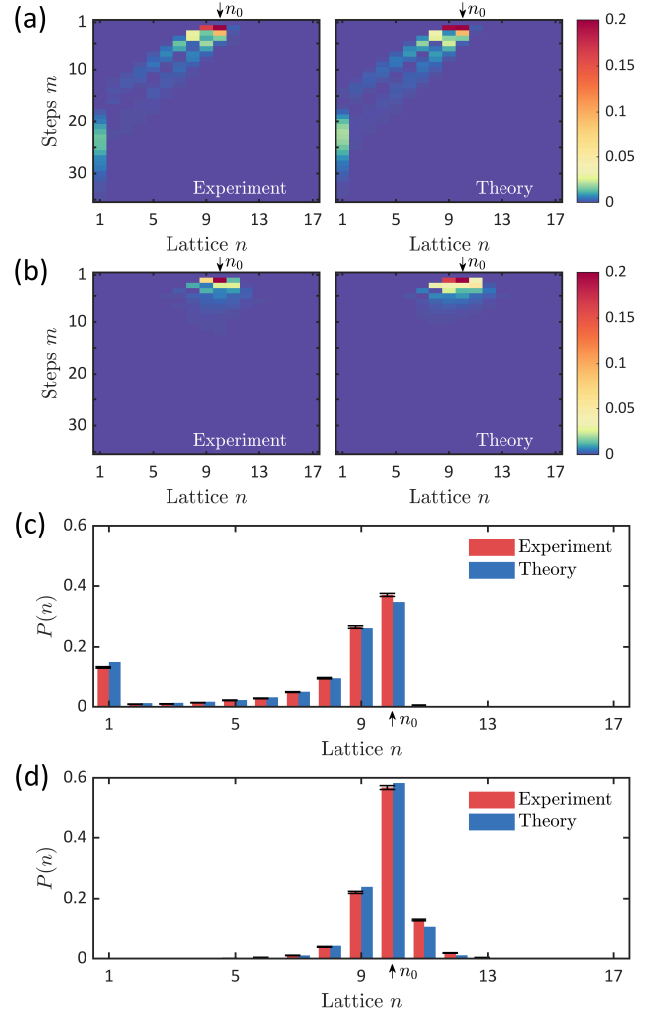 (a)
n₀ n₀
1 10 20 30
Steps m
Experiment Theory
1 5 9 13 17 1 5 9 13 17
Lattice n Lattice n
0.2 0.15 0.1 0.05 0
(b)
n₀ n₀
1 10 20 30
Steps m
Experiment Theory
1 5 9 13 17 1 5 9 13 17
Lattice n Lattice n
0.2 0.15 0.1 0.05 0
(c)
0.6 0.4 0.2 0
P(n)
Experiment
Theory
1 5 9 13 17
n₀
Lattice n
(d)
0.6 0.4 0.2 0
P(n)
Experiment
Theory
1 5 9 13 17
n₀
Lattice n